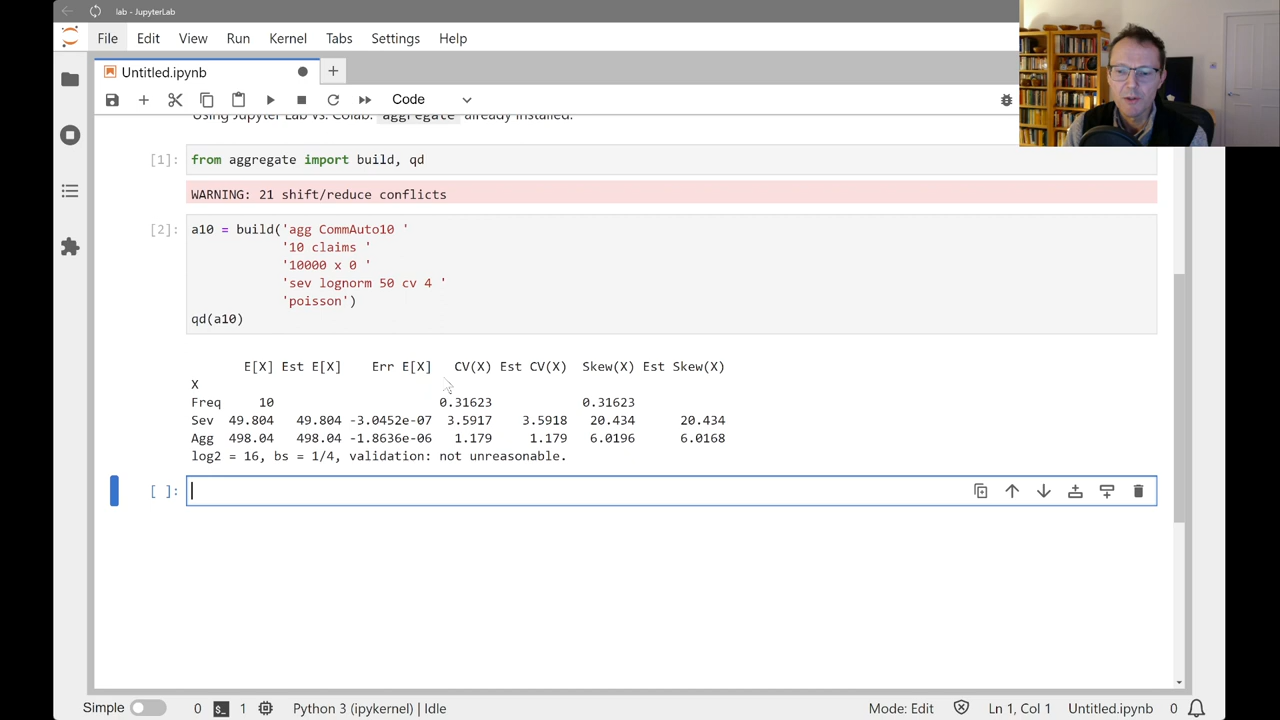 lab - JupyterLab
File Edit View Run Kernel Tabs Settings Help
Untitled.ipynb
Code
Using Jupyter Lab vs. Colab. aggregate already installed.
[1]: from aggregate import build, qd
WARNING: 21 shift/reduce conflicts
[2]: a10 = build('agg CommAuto10 '
'10 claims '
'10000 x 0 '
'sev lognorm 50 cv 4 '
'poisson')
qd(a10)
E[X] Est E[X] Err E[X] CV(X) Est CV(X) Skew(X) Est Skew(X)
X
Freq 10 0.31623 0.31623
Sev 49.804 49.804 -3.0452e-07 3.5917 3.5918 20.434 20.434
Agg 498.04 498.04 -1.8636e-06 1.179 1.179 6.0196 6.0168
log2 = 16, bs = 1/4, validation: not unreasonable.
[ ]:
Simple 0 1 Python 3 (ipykernel) | Idle Mode: Edit Ln 1, Col 1 Untitled.ipynb 0